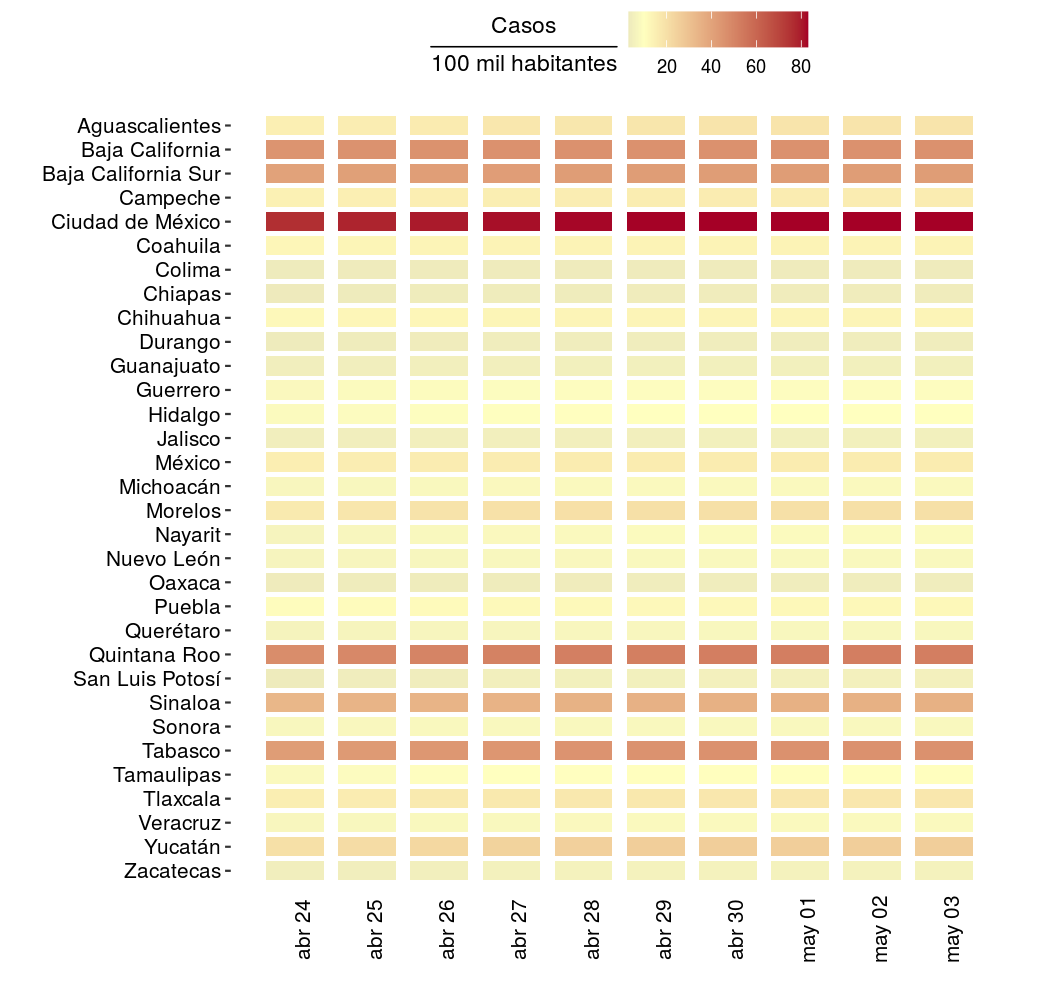 Casos
100 mil habitantes
20 40 60 80
Aguascalientes
Baja California
Baja California Sur
Campeche
Ciudad de México
Coahuila
Colima
Chiapas
Chihuahua
Durango
Guanajuato
Guerrero
Hidalgo
Jalisco
México
Michoacán
Morelos
Nayarit
Nuevo León
Oaxaca
Puebla
Querétaro
Quintana Roo
San Luis Potosí
Sinaloa
Sonora
Tabasco
Tamaulipas
Tlaxcala
Veracruz
Yucatán
Zacatecas
abr 24
abr 25
abr 26
abr 27
abr 28
abr 29
abr 30
may 01
may 02
may 03